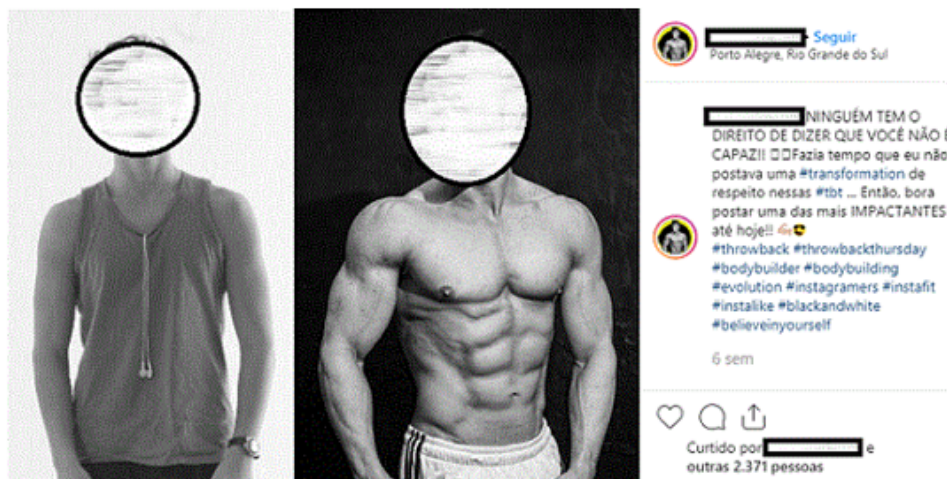 Seguir
Porto Alegre, Rio Grande do Sul
NINGUÉM TEM O
DIREITO DE DIZER QUE VOCÊ NÃO É
CAPAZ!! Fazia tempo que eu não
postava uma #transformation de
respeito nessas #tbt ... Então, bora
postar uma das mais IMPACTANTES
até hoje!!
#throwback #throwbackthursday
#bodybuilder #bodybuilding
#evolution #instagramers #instafit
#instalike #blackandwhite
#believeinyourself
6 sem
Curtido por e
outras 2.371 pessoas